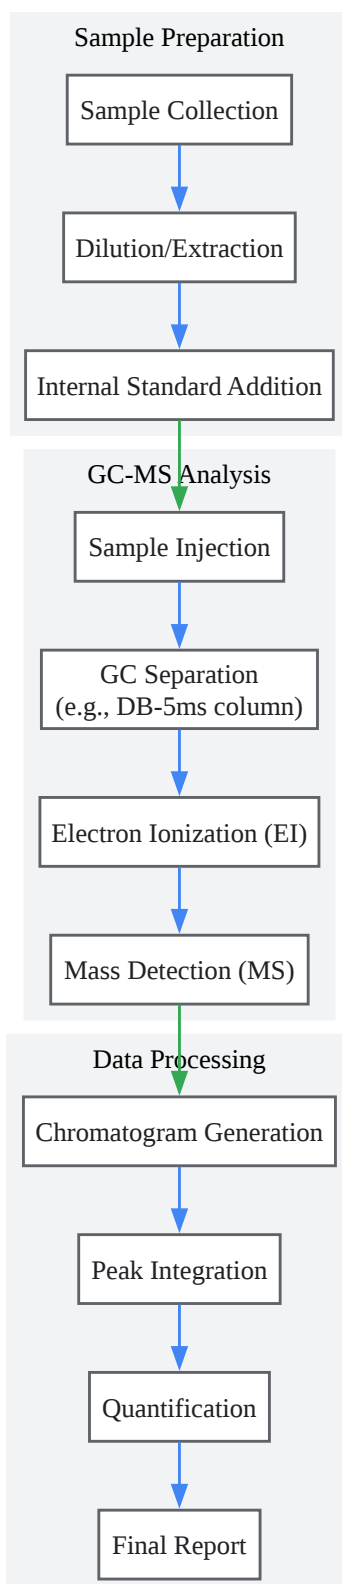 Sample Preparation
Sample Collection
Dilution/Extraction
Internal Standard Addition
GC-MS Analysis
Sample Injection
GC Separation
(e.g., DB-5ms column)
Electron Ionization (EI)
Mass Detection (MS)
Data Processing
Chromatogram Generation
Peak Integration
Quantification
Final Report